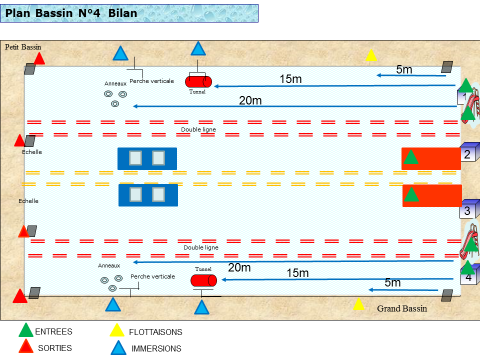 Plan Bassin N°4 Bilan
Petit Bassin
5m
Perche verticale
15m
Anneaux
Tunnel
20m
1
Double ligne
Echelle
2
Echelle
3
Double ligne
Anneaux
20m
Tunnel
15m
4
Perche verticale
5m
Grand Bassin
ENTREES
FLOTTAISONS
SORTIES
IMMERSIONS